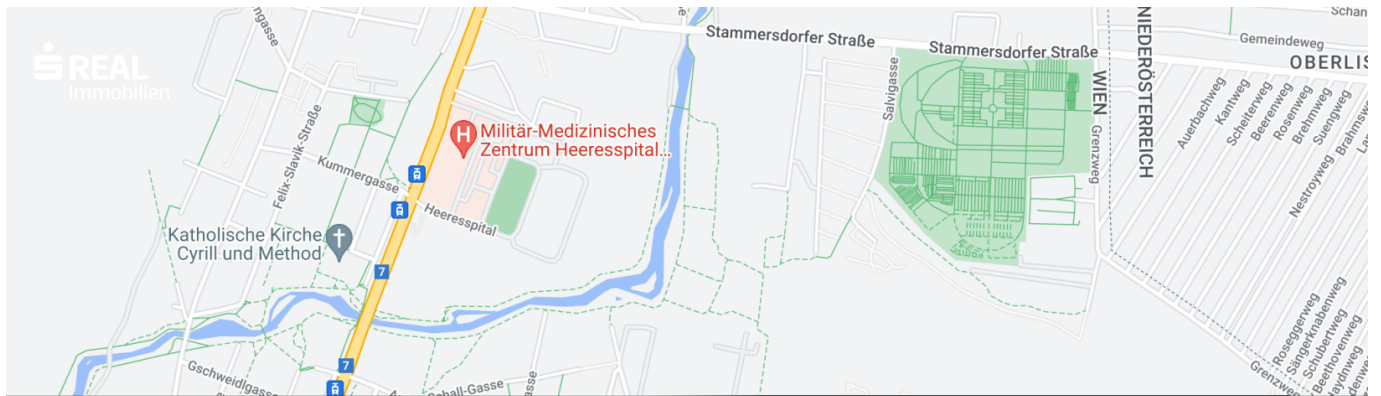 Stammersdorfer Straße
Stammersdorfer Straße
Gemeindeweg
S REAL
Immobilien
Salvigasse
WIEN
NIEDERÖSTERREICH
Grenzweg
Auerbachweg
Kantweg
Scheiterweg
Beerenweg
Rosenweg
Brehmweg
Suengweg
Nestroyweg
Felix-Slavik-Straße
Kummergasse
H
Militär-Medizinisches
Zentrum Heeresspital...
Heeresspital
Katholische Kirche
Cyrill und Method
7
7
Gschweidlgasse
Roseggerweg
Sängerknabenweg
Schubertweg
Beethovenweg
Grenzweg